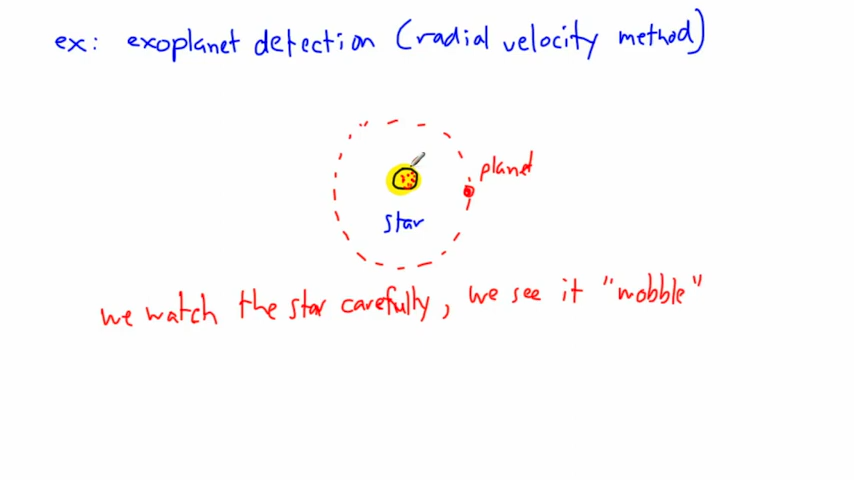 ex: exoplanet detection (radial velocity method)
planet
star
we watch the star carefully, we see it "wobble"